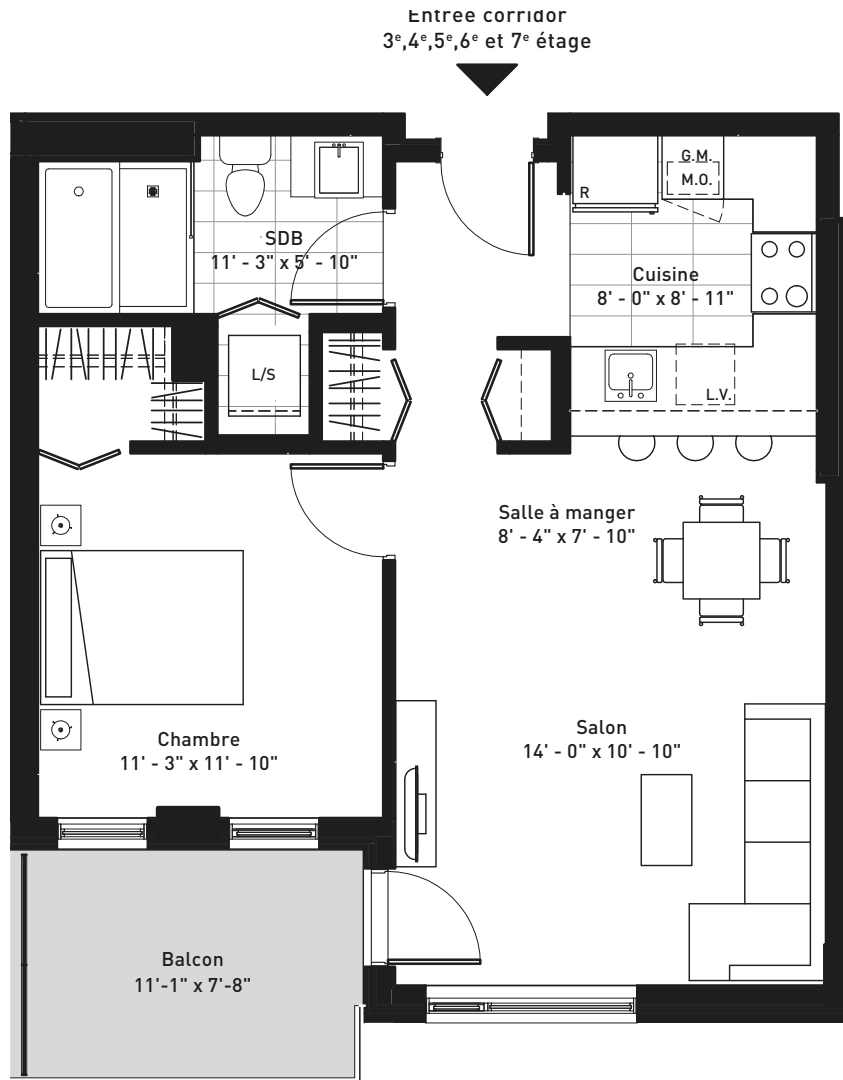 Entrée corridor
3e,4e,5e,6e et 7e étage
G.M.
M.O.
R
SDB
11' - 3" x 5' - 10"
Cuisine
8' - 0" x 8' - 11"
L/S
L.V.
Salle à manger
8' - 4" x 7' - 10"
Chambre
11' - 3" x 11' - 10"
Salon
14' - 0" x 10' - 10"
Balcon
11'-1" x 7'-8"